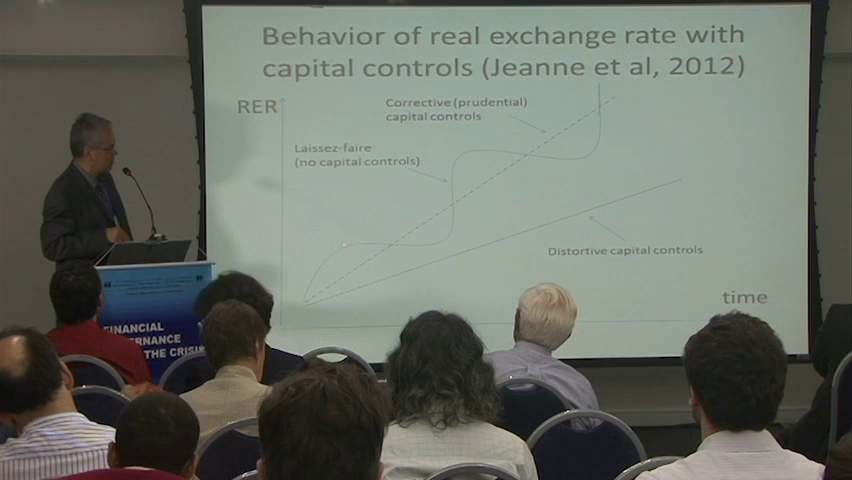 Behavior of real exchange rate with
capital controls (Jeanne et al, 2012)
RER
Corrective (prudential)
capital controls
Laissez-faire
(no capital controls)
Distortive capital controls
time
FINANCIAL
THE CRISIS